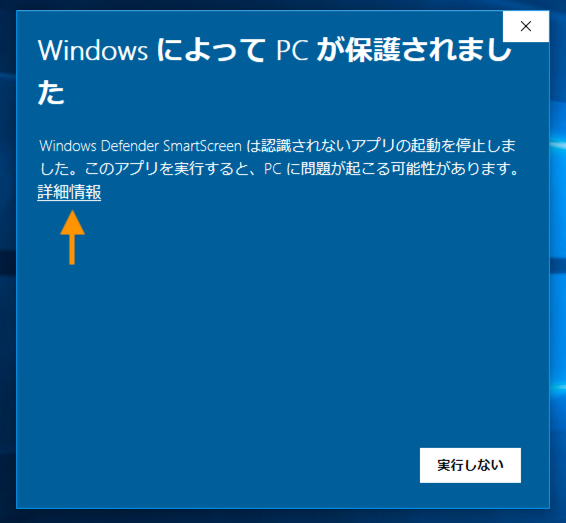 Windows によって PC が保護されまし
た
Windows Defender SmartScreen は認識されないアプリの起動を停止しま
した。このアプリを実行すると、PC に問題が起こる可能性があります。
詳細情報
実行しない